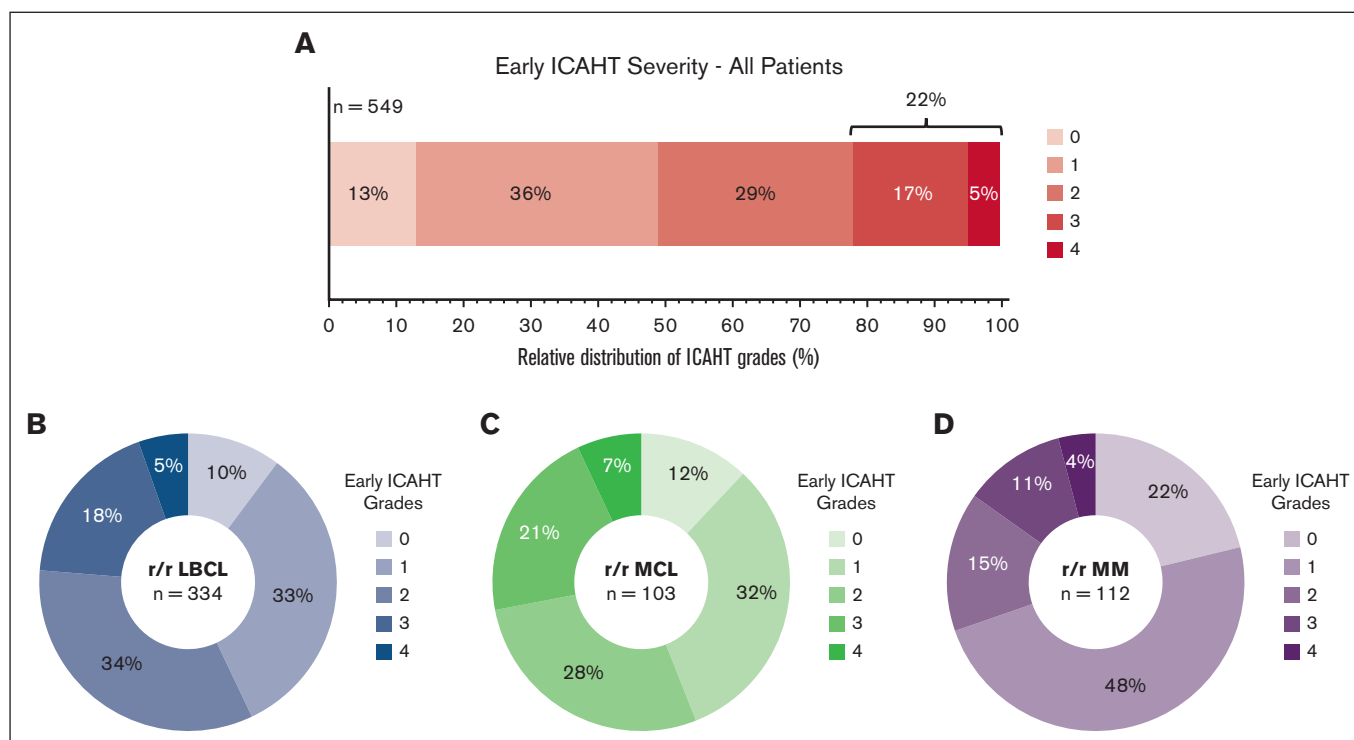 A
Early ICAHT Severity - All Patients
n = 549
22%
13%
36%
29%
17%
5%
0
1
2
3
4
0 10 20 30 40 50 60 70 80 90 100
Relative distribution of ICAHT grades (%)
B
5%
10%
18%
33%
34%
r/r LBCL
n = 334
Early ICAHT
Grades
0
1
2
3
4
C
7%
12%
21%
32%
28%
r/r MCL
n = 103
Early ICAHT
Grades
0
1
2
3
4
D
4%
22%
11%
15%
48%
r/r MM
n = 112
Early ICAHT
Grades
0
1
2
3
4